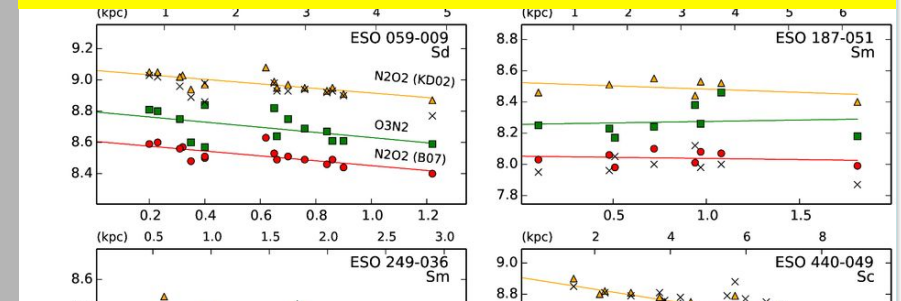 (kpc) 1 2 3 4 5
ESO 059-009
Sd
9.2
9.0
8.8
8.6
8.4
N2O2 (KD02)
O3N2
N2O2 (B07)
0.2 0.4 0.6 0.8 1.0 1.2
(kpc) 1 2 3 4 5 6
ESO 187-051
Sm
8.8
8.6
8.4
8.2
8.0
7.8
0.5 1.0 1.5
(kpc) 0.5 1.0 1.5 2.0 2.5 3.0
ESO 249-036
Sm
8.6
(kpc) 2 4 6 8
ESO 440-049
Sc
9.0
8.8